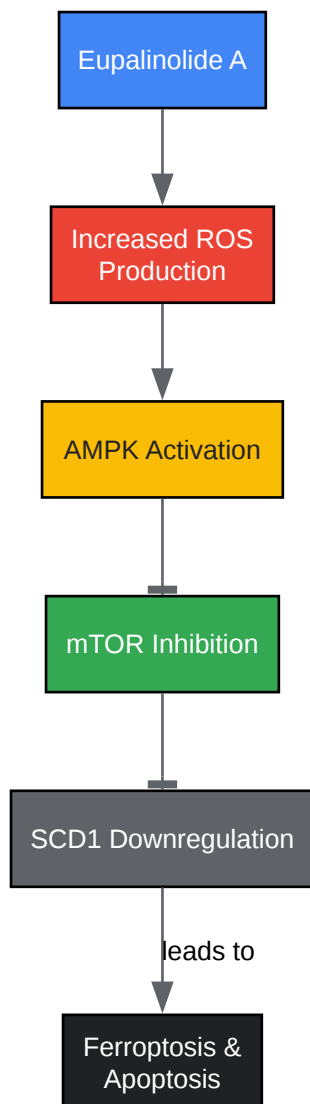 Eupalinolide A
Increased ROS
Production
AMPK Activation
mTOR Inhibition
SCD1 Downregulation
leads to
Ferroptosis &
Apoptosis